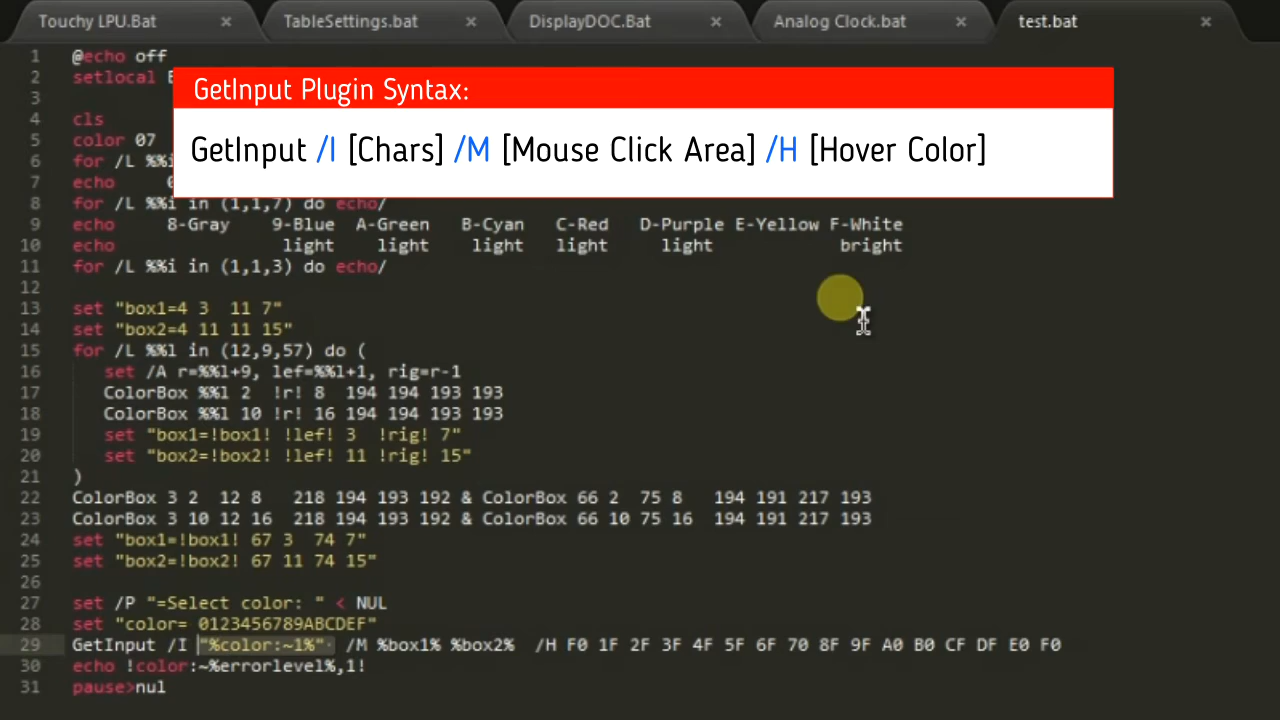 Touchy LPU.Bat × TableSettings.bat × DisplayDOC.Bat × Analog Clock.bat × test.bat ×
1 @echo off
2 setlocal E
GetInput Plugin Syntax:
3
4 cls
GetInput /I [Chars] /M [Mouse Click Area] /H [Hover Color]
5 color 07
6 for /L %%i
7 echo 0
8 for /L %%i in (1,1,7) do echo/
9 echo 8-Gray 9-Blue A-Green B-Cyan C-Red D-Purple E-Yellow F-White
10 echo light light light light light bright
11 for /L %%i in (1,1,3) do echo/
12
13 set "box1=4 3 11 7"
14 set "box2=4 11 11 15"
15 for /L %%l in (12,9,57) do (
16 set /A r=%%l+9, lef=%%l+1, rig=r-1
17 ColorBox %%l 2 !r! 8 194 194 193 193
18 ColorBox %%l 10 !r! 16 194 194 193 193
19 set "box1=!box1! !lef! 3 !rig! 7"
20 set "box2=!box2! !lef! 11 !rig! 15"
21 )
22 ColorBox 3 2 12 8 218 194 193 192 & ColorBox 66 2 75 8 194 191 217 193
23 ColorBox 3 10 12 16 218 194 193 192 & ColorBox 66 10 75 16 194 191 217 193
24 set "box1=!box1! 67 3 74 7"
25 set "box2=!box2! 67 11 74 15"
26
27 set /P "=Select color: " < NUL
28 set "color= 0123456789ABCDEF"
29 GetInput /I "%color:~1%" /M %box1% %box2% /H F0 1F 2F 3F 4F 5F 6F 70 8F 9F A0 B0 CF DF E0 F0
30 echo !color:~%errorlevel%,1!
31 pause>nul